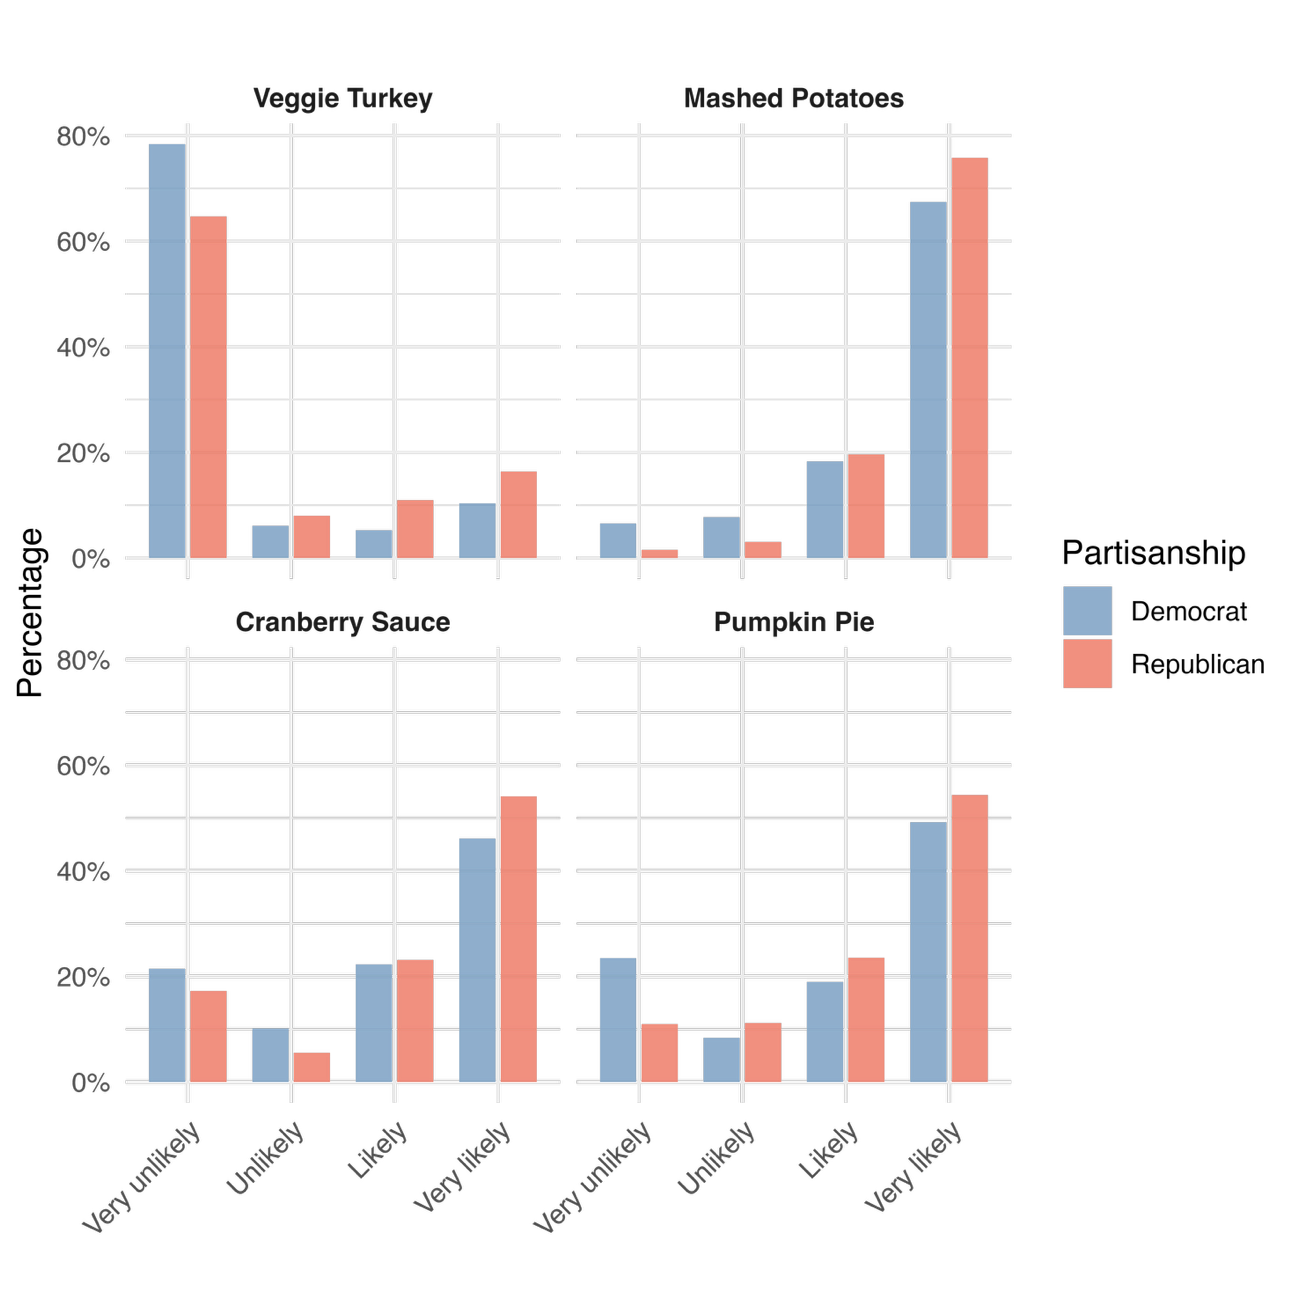 Veggie Turkey
Mashed Potatoes
80%
60%
40%
20%
0%
Cranberry Sauce
Pumpkin Pie
80%
60%
40%
20%
0%
Very unlikely
Unlikely
Likely
Very likely
Very unlikely
Unlikely
Likely
Very likely
Percentage
Partisanship
Democrat
Republican